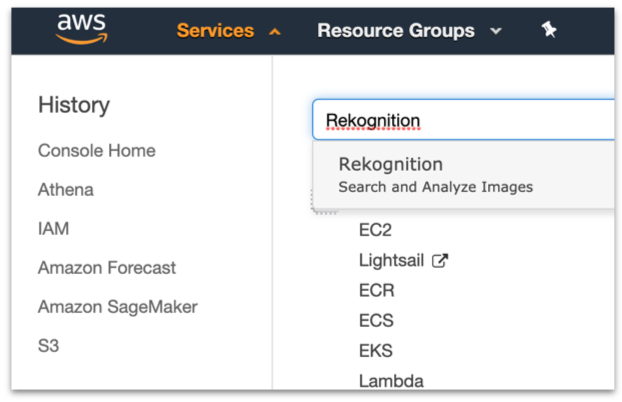 aws
Services
Resource Groups
History
Console Home
Athena
IAM
Amazon Forecast
Amazon SageMaker
S3
Rekognition
Rekognition
Search and Analyze Images
EC2
Lightsail
ECR
ECS
EKS
Lambda